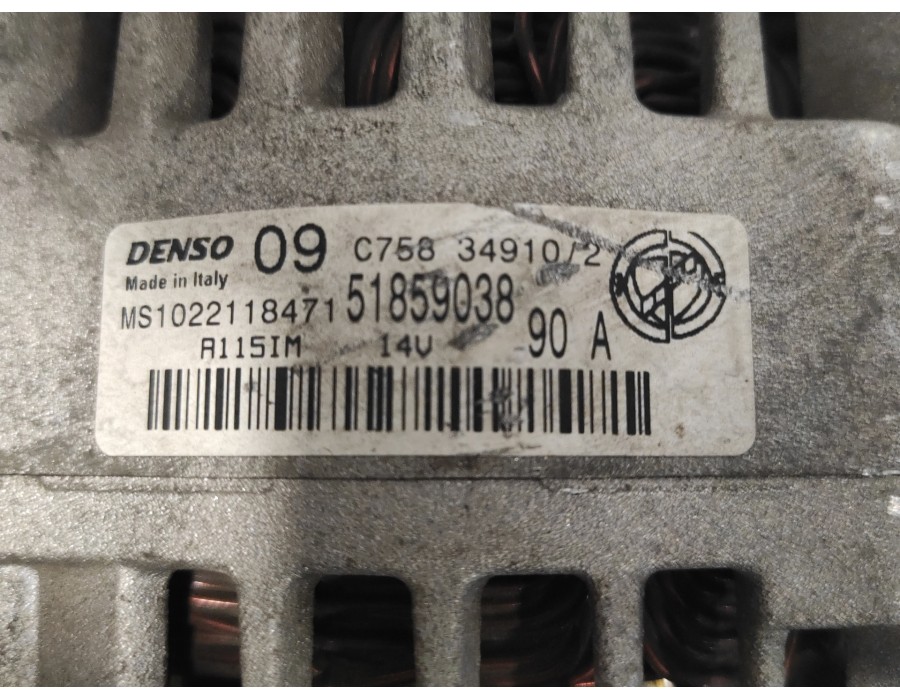 DENSO 09 C758 34910/2
Made in Italy
MS1022118471 51859038
A115IM 14V 90 A